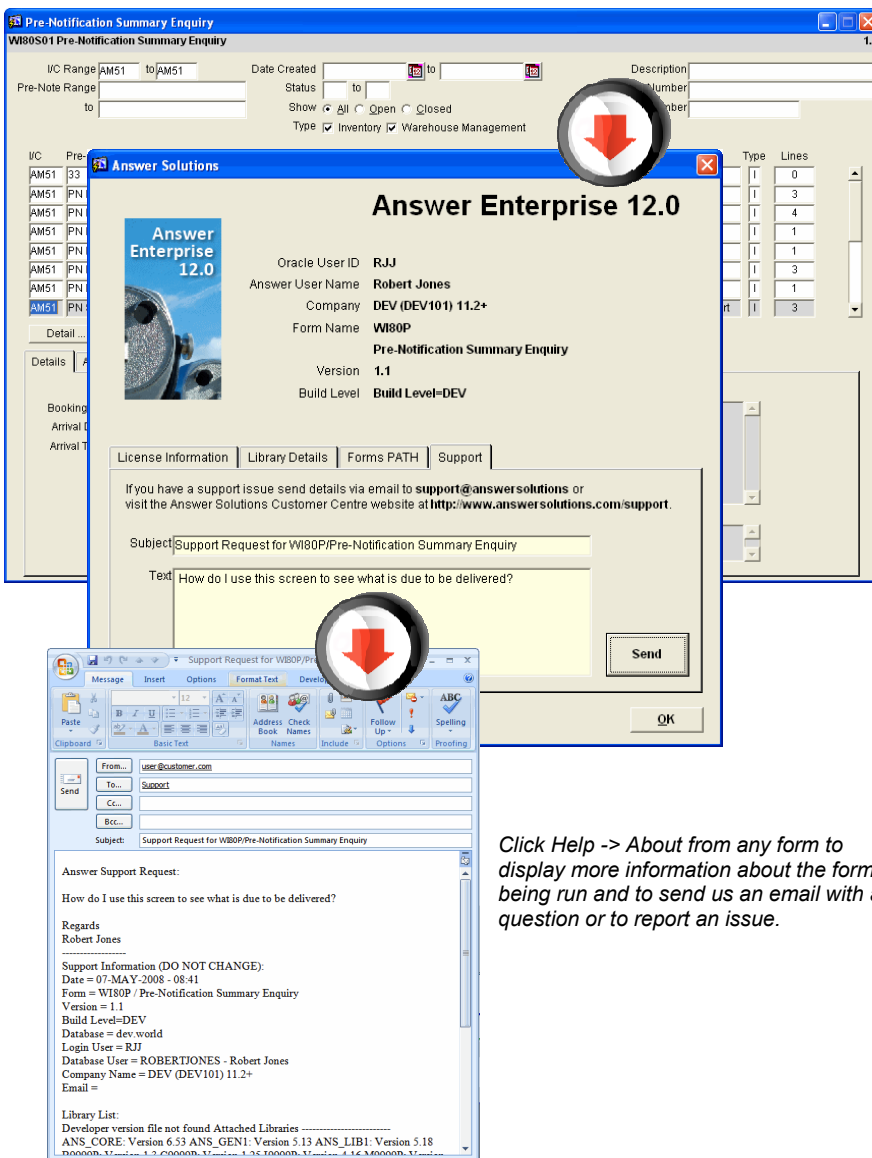 Pre-Notification Summary Enquiry
WI80S01 Pre-Notification Summary Enquiry 1.
I/C Range AM51 to AM51 Date Created to Description
Pre-Note Range Status to Number
to Show All Open Closed
Type Inventory Warehouse Management
I/C Pre- Type Lines
AM51 33 I 0
AM51 PN I 3
AM51 PN I 4
AM51 PN I 1
AM51 PN I 1
AM51 PN I 3
AM51 PN I 1
AM51 PN I 3
Detail ...
Details
Booking
Arrival
Arrival T
Answer Solutions
Answer Enterprise 12.0
Answer
Enterprise
12.0
Oracle User ID RJJ
Answer User Name Robert Jones
Company DEV (DEV101) 11.2+
Form Name WI80P
Pre-Notification Summary Enquiry
Version 1.1
Build Level Build Level=DEV
License Information Library Details Forms PATH Support
If you have a support issue send details via email to support@answersolutions or
visit the Answer Solutions Customer Centre website at http://www.answersolutions.com/support.
Subject Support Request for WI80P/Pre-Notification Summary Enquiry
Text How do I use this screen to see what is due to be delivered?
Send
OK
Support Request for WI80P/Pre
Message Insert Options Format Text Develo
Paste
Clipboard
12
Basic Text
Address Book
Check Names
Names
Include
Follow Up
Options
ABC
Spelling
Proofing
Send
From... user@customer.com
To... Support
Cc...
Bcc...
Subject: Support Request for WI80P/Pre-Notification Summary Enquiry
Answer Support Request:
How do I use this screen to see what is due to be delivered?
Regards
Robert Jones
------------------
Support Information (DO NOT CHANGE):
Date = 07-MAY-2008 - 08:41
Form = WI80P / Pre-Notification Summary Enquiry
Version = 1.1
Build Level=DEV
Database = dev.world
Login User = RJJ
Database User = ROBERTJONES - Robert Jones
Company Name = DEV (DEV101) 11.2+
Email =
Library List:
Developer version file not found Attached Libraries -------------------------
ANS_CORE: Version 6.53 ANS_GEN1: Version 5.13 ANS_LIB1: Version 5.18
Click Help -> About from any form to
display more information about the form
being run and to send us an email with a
question or to report an issue.